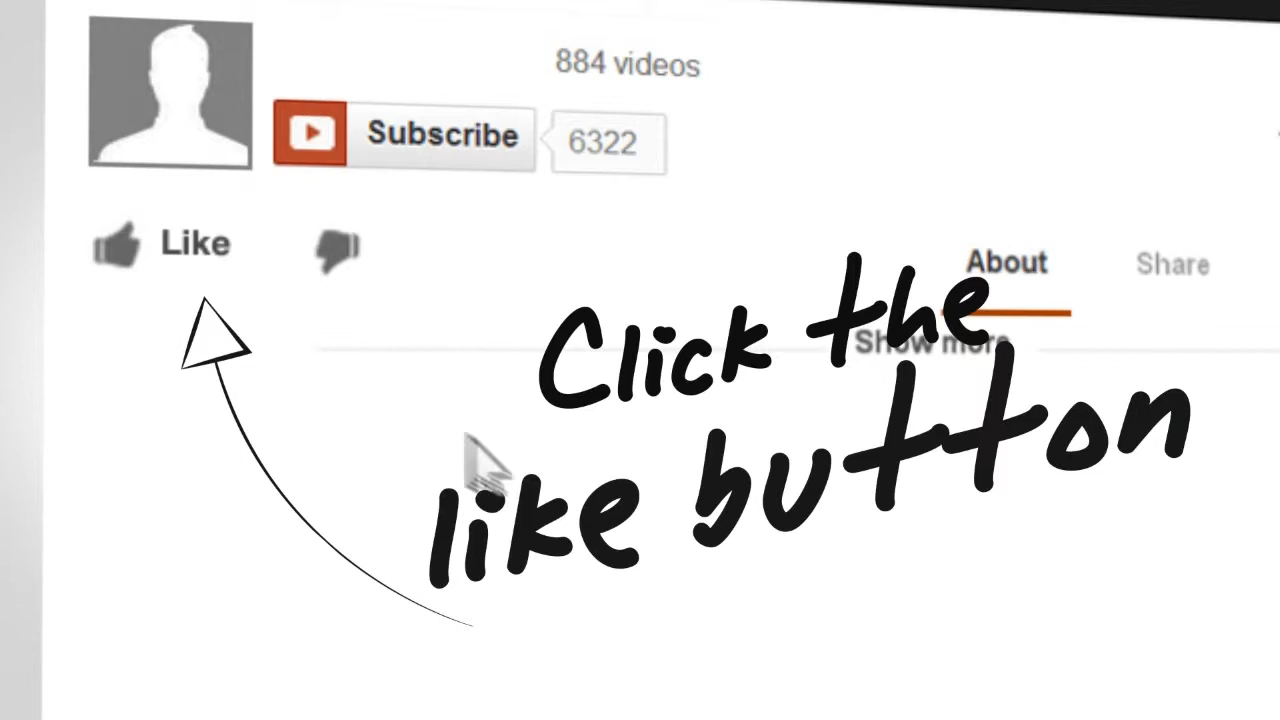 884 videos
Subscribe 6322
Like
About Share
Show more
Click the
like button